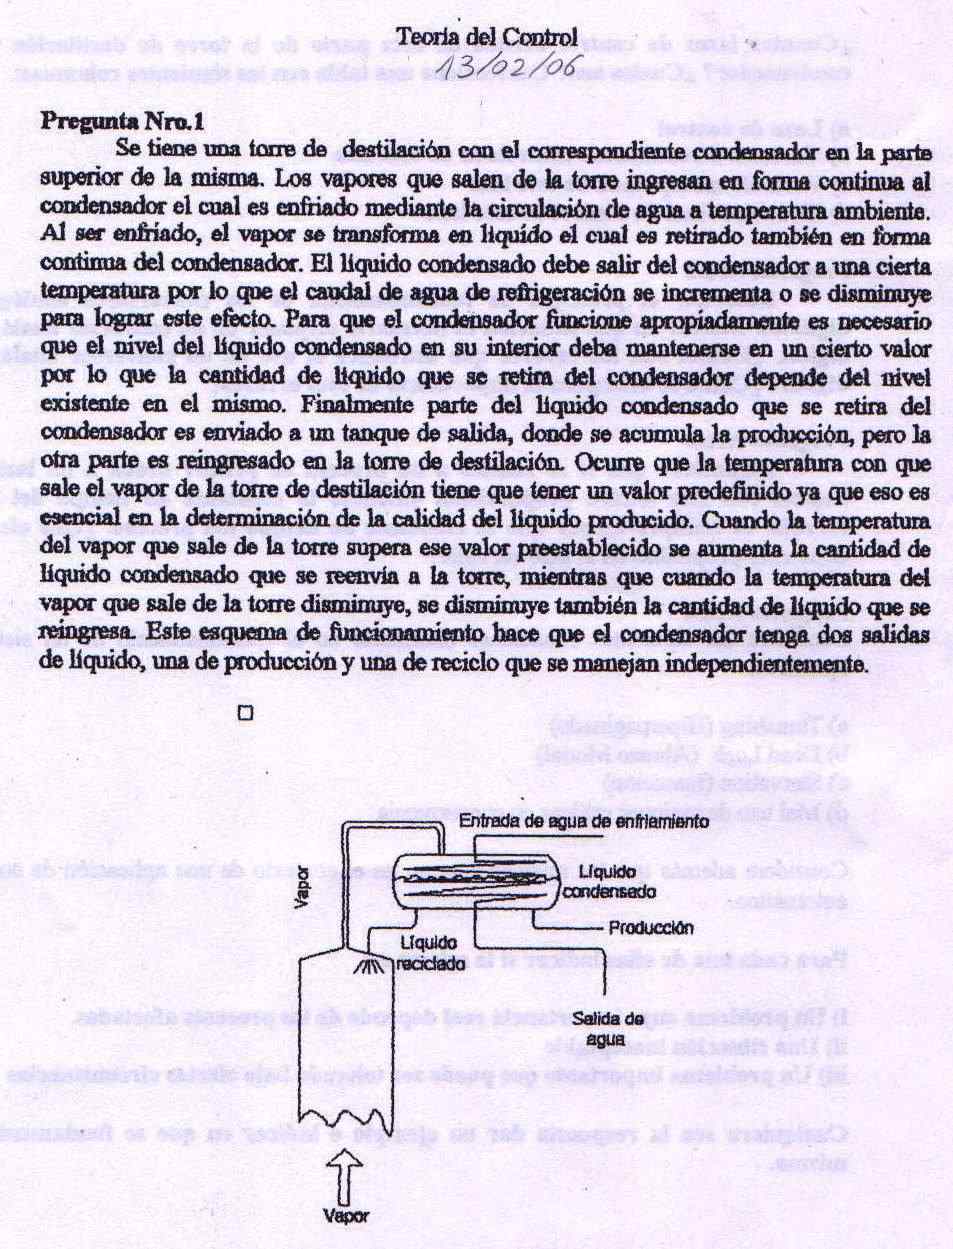 Teoría del Control
13/02/06
Pregunta Nro.1
Se tiene una torre de destilación con el correspondiente condensador en la parte
superior de la misma. Los vapores que salen de la torre ingresan en forma continua al
condensador el cual es enfriado mediante la circulación de agua a temperatura ambiente.
Al ser enfriado, el vapor se transforma en líquido el cual es retirado también en forma
continua del condensador. El líquido condensado debe salir del condensador a una cierta
temperatura por lo que el caudal de agua de refrigeración se incrementa o se disminuye
para lograr este efecto. Para que el condensador funcione apropiadamente es necesario
que el nivel del líquido condensado en su interior deba mantenerse en un cierto valor
por lo que la cantidad de líquido que se retira del condensador depende del nivel
existente en el mismo. Finalmente parte del líquido condensado que se retira del
condensador es enviado a un tanque de salida, donde se acumula la producción, pero la
otra parte es reingresado en la torre de destilación. Ocurre que la temperatura con que
sale el vapor de la torre de destilación tiene que tener un valor predefinido ya que eso es
esencial en la determinación de la calidad del líquido producido. Cuando la temperatura
del vapor que sale de la torre supera ese valor preestablecido se aumenta la cantidad de
líquido condensado que se reenvía a la torre, mientras que cuando la temperatura del
vapor que sale de la torre disminuye, se disminuye también la cantidad de líquido que se
reingresa. Este esquema de funcionamiento hace que el condensador tenga dos salidas
de líquido, una de producción y una de reciclo que se manejan independientemente.
Entrada de agua de enfriamiento
Vapor
Líquido
condensado
Producción
Líquido
reciclado
Salida de
agua
Vapor